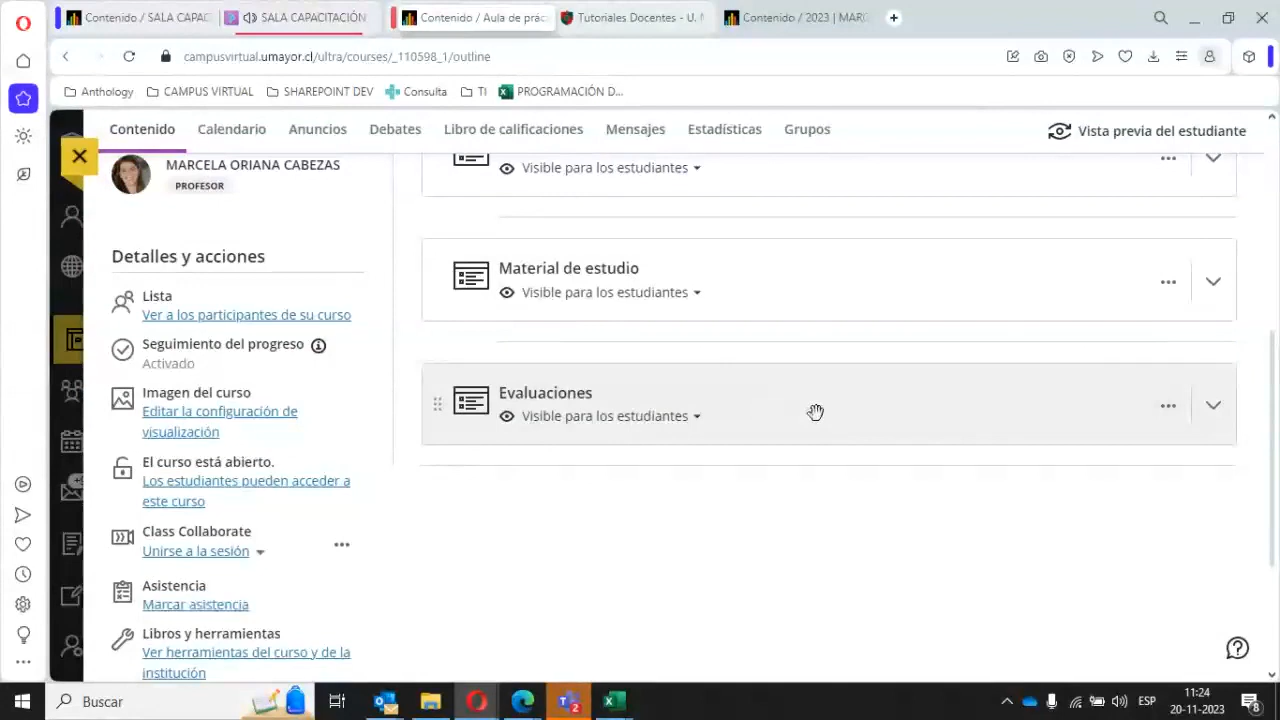 Contenido / SALA CAPAC
SALA CAPACITACIÓN
Contenido / Aula de prác
Tutoriales Docentes - U. M
Contenido / 2023 | MARC
campusvirtual.umayor.cl/ultra/courses/_110598_1/outline
Anthology
CAMPUS VIRTUAL
SHAREPOINT DEV
Consulta
TI
PROGRAMACIÓN D...
Contenido
Calendario
Anuncios
Debates
Libro de calificaciones
Mensajes
Estadísticas
Grupos
Vista previa del estudiante
MARCELA ORIANA CABEZAS
PROFESOR
Visible para los estudiantes
Detalles y acciones
Material de estudio
Visible para los estudiantes
Lista
Ver a los participantes de su curso
Seguimiento del progreso
Activado
Imagen del curso
Editar la configuración de
visualización
Evaluaciones
Visible para los estudiantes
El curso está abierto.
Los estudiantes pueden acceder a
este curso
Class Collaborate
Unirse a la sesión
Asistencia
Marcar asistencia
Libros y herramientas
Ver herramientas del curso y de la
institución
Buscar
ESP
11:24
20-11-2023